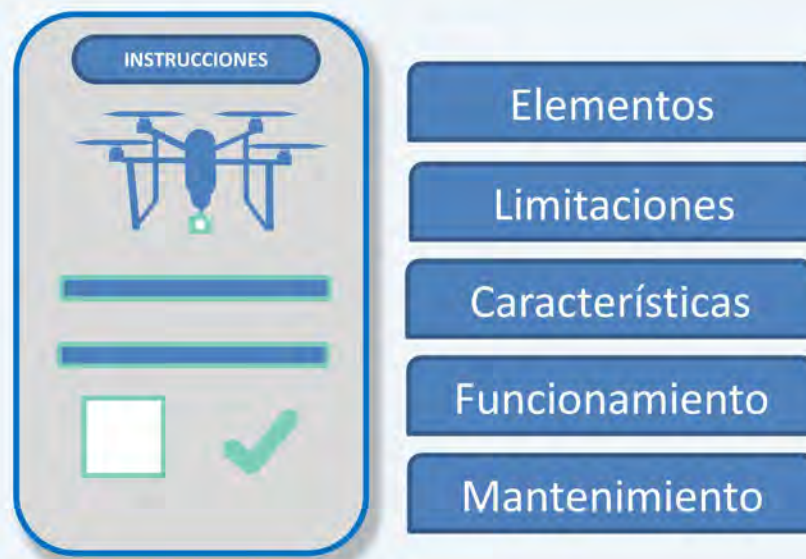 INSTRUCCIONES
Elementos
Limitaciones
Características
Funcionamiento
Mantenimiento